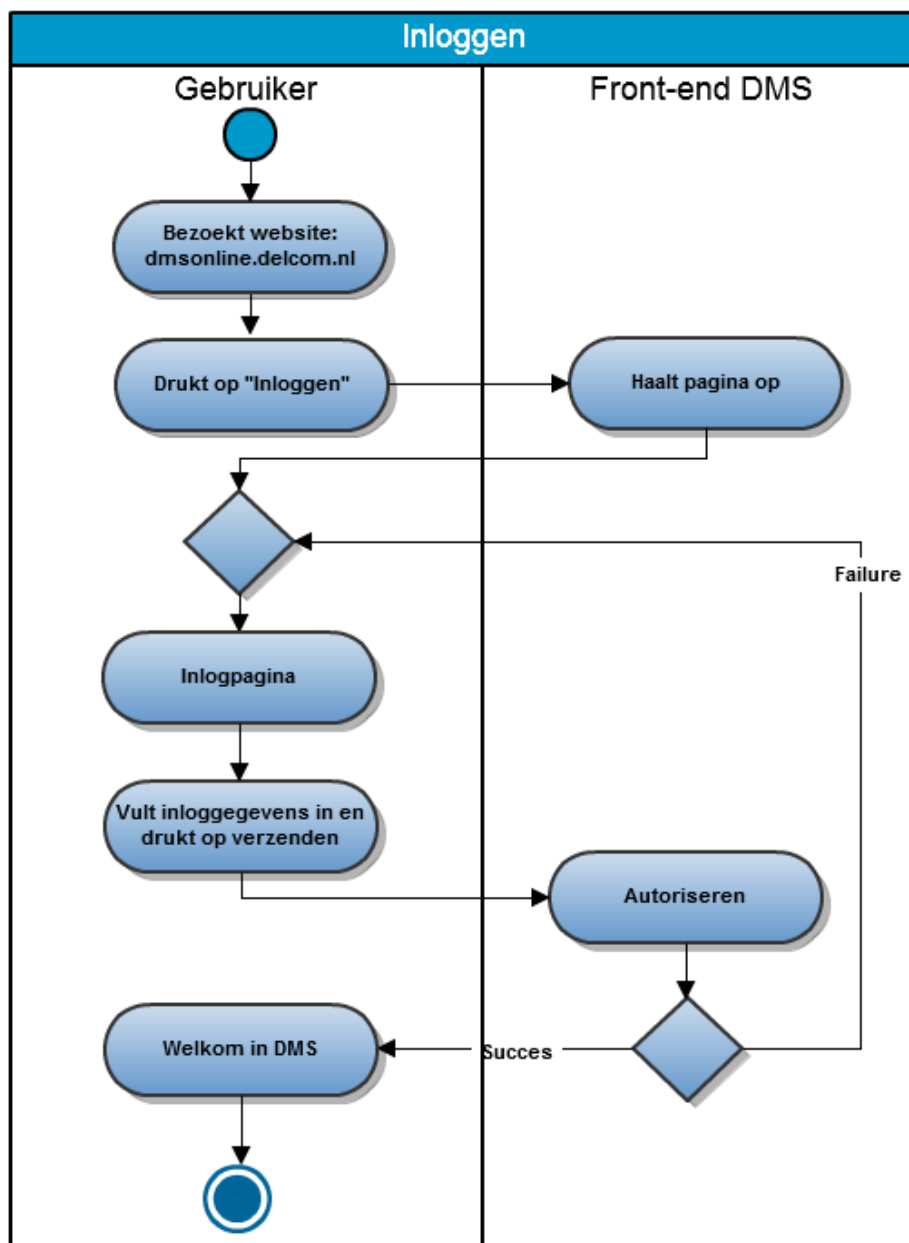 Inloggen
Gebruiker
Front-end DMS
Bezoekt website:
dmsonline.delcom.nl
Drukt op "Inloggen"
Haalt pagina op
Failure
Inlogpagina
Vult inloggegevens in en
drukt op verzenden
Autoriseren
Welkom in DMS
Succes